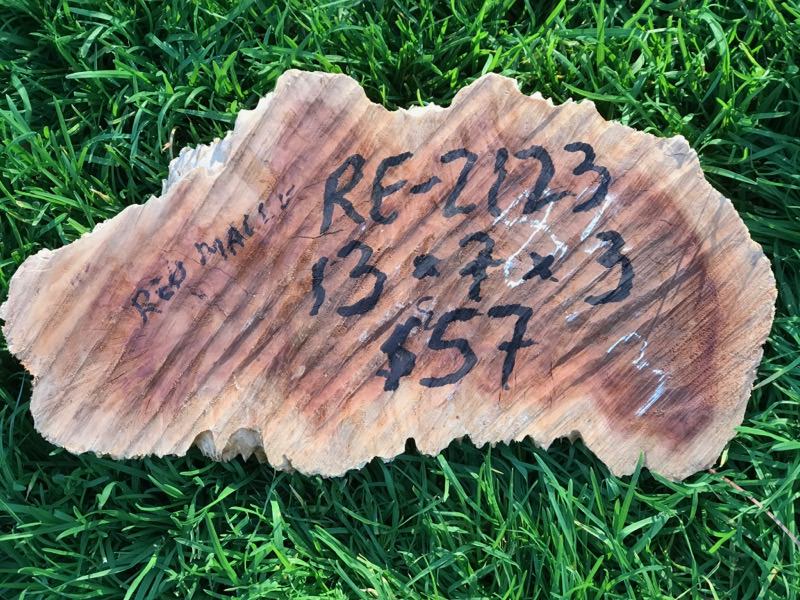 RED MALLEE
RE-2123
13 x 7 x 3
$57